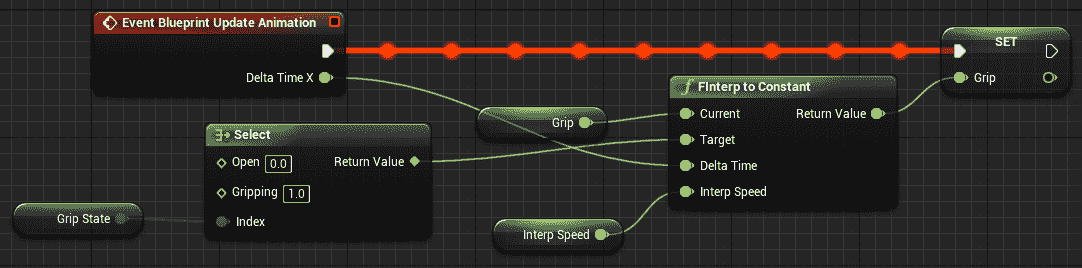 Event Blueprint Update Animation
Delta Time X
SET
Grip
f FInterp to Constant
Current
Return Value
Target
Delta Time
Interp Speed
Grip
Select
Open 0.0
Return Value
Gripping 1.0
Index
Grip State
Interp Speed